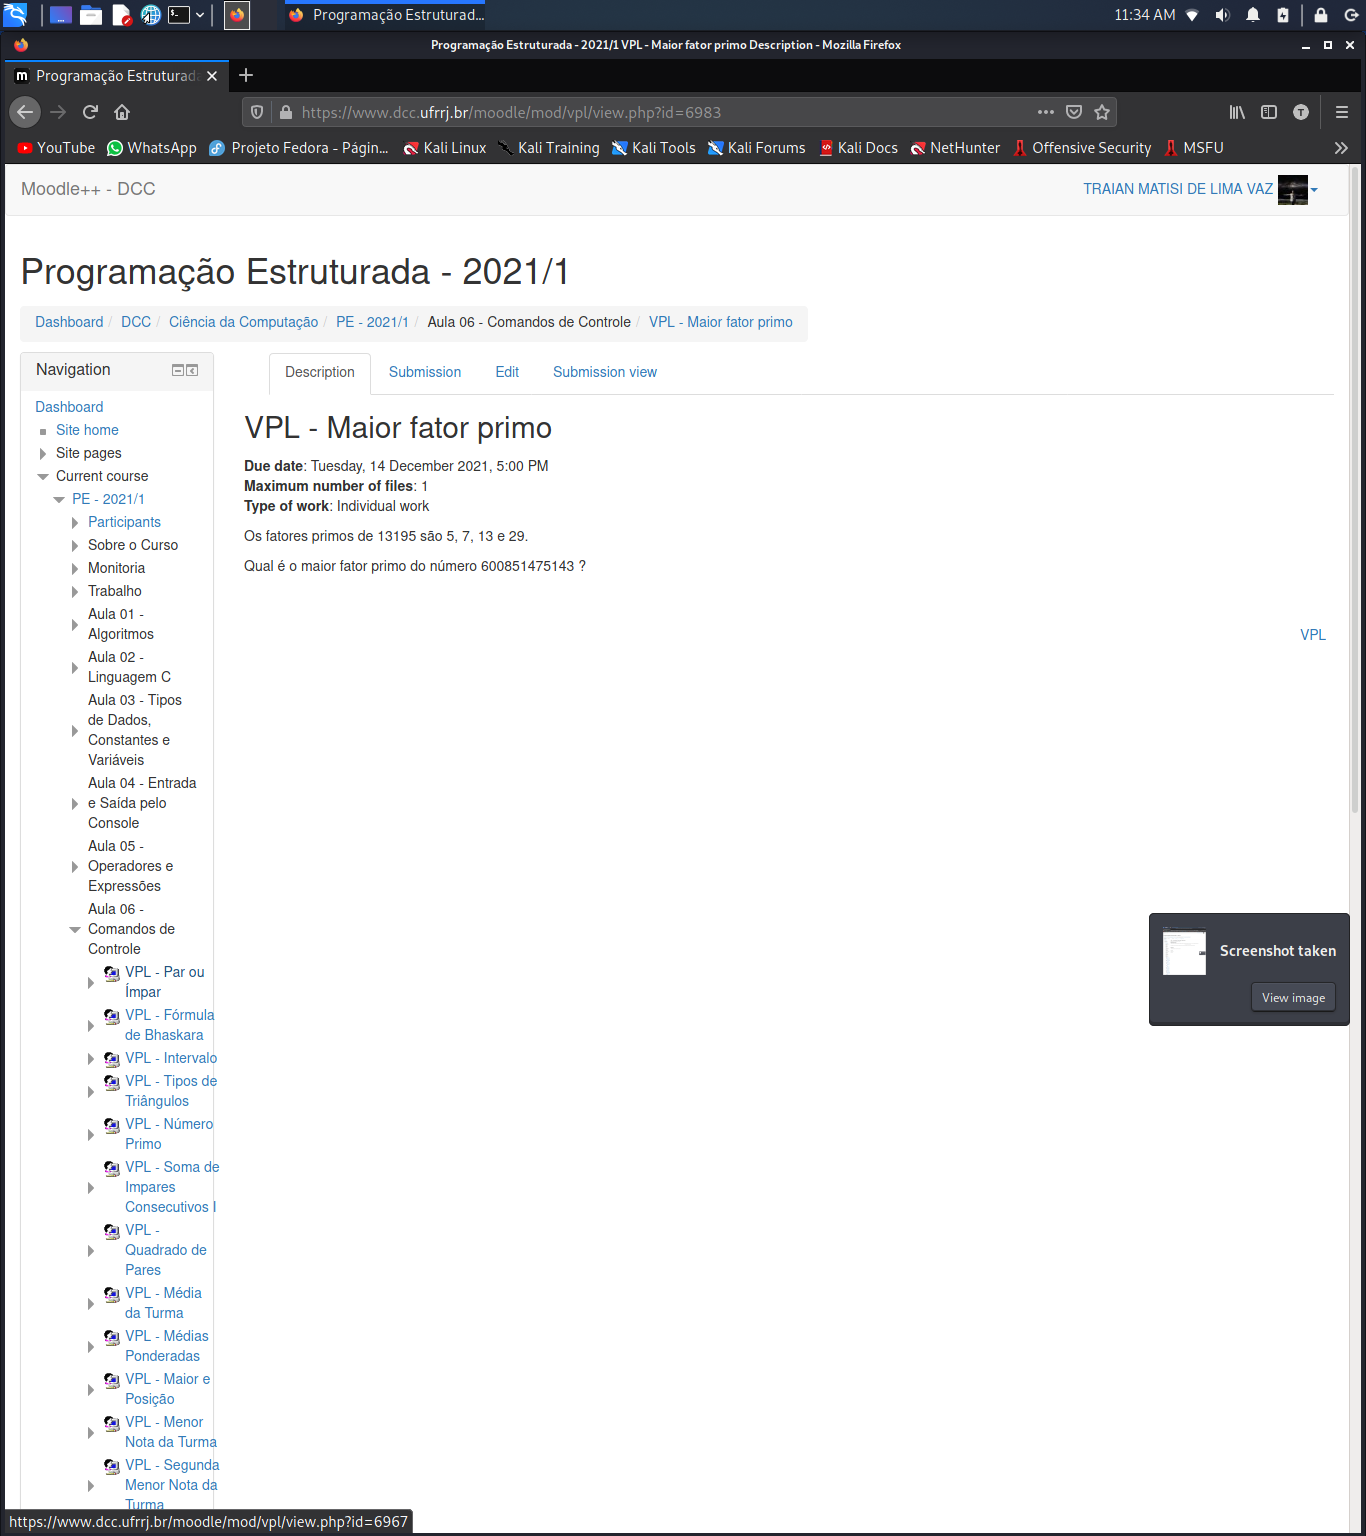 Programação Estruturad...
11:34 AM
Programação Estruturada - 2021/1 VPL - Maior fator primo Description - Mozilla Firefox
m Programação Estruturada
https://www.dcc.ufrrj.br/moodle/mod/vpl/view.php?id=6983
T
YouTube WhatsApp Projeto Fedora - Págin... Kali Linux Kali Training Kali Tools Kali Forums Kali Docs NetHunter Offensive Security MSFU
Moodle++ - DCC
TRAIAN MATISI DE LIMA VAZ
Programação Estruturada - 2021/1
Dashboard / DCC / Ciência da Computação / PE - 2021/1 / Aula 06 - Comandos de Controle / VPL - Maior fator primo
Navigation
Dashboard
Site home
Site pages
Current course
PE - 2021/1
Participants
Sobre o Curso
Monitoria
Trabalho
Aula 01 -
Algoritmos
Aula 02 -
Linguagem C
Aula 03 - Tipos
de Dados,
Constantes e
Variáveis
Aula 04 - Entrada
e Saída pelo
Console
Aula 05 -
Operadores e
Expressões
Aula 06 -
Comandos de
Controle
VPL - Par ou
Ímpar
VPL - Fórmula
de Bhaskara
VPL - Intervalo
VPL - Tipos de
Triângulos
VPL - Número
Primo
VPL - Soma de
Impares
Consecutivos I
VPL -
Quadrado de
Pares
VPL - Média
da Turma
VPL - Médias
Ponderadas
VPL - Maior e
Posição
VPL - Menor
Nota da Turma
VPL - Segunda
Menor Nota da
Turma
Description Submission Edit Submission view
VPL - Maior fator primo
Due date: Tuesday, 14 December 2021, 5:00 PM
Maximum number of files: 1
Type of work: Individual work
Os fatores primos de 13195 são 5, 7, 13 e 29.
Qual é o maior fator primo do número 600851475143 ?
VPL
Screenshot taken
View image
https://www.dcc.ufrrj.br/moodle/mod/vpl/view.php?id=6967